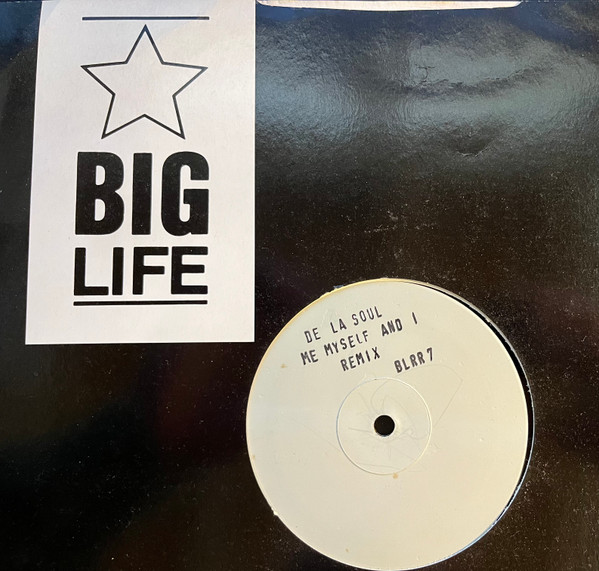 BIG
LIFE
DE LA SOUL
ME MYSELF AND I
REMIX BLRR7